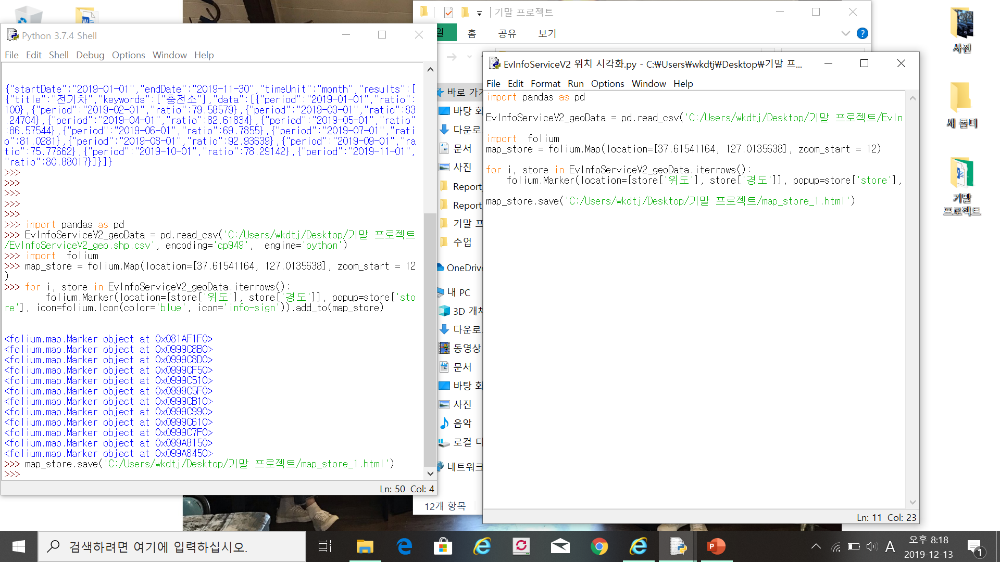 Python 3.7.4 Shell
File Edit Shell Debug Options Window Help
{"startDate":"2019-01-01","endDate":"2019-11-30","timeUnit":"month","results":[
{"title":"전기차","keywords":["충전소"],"data":[{"period":"2019-01-01","ratio":
100},{"period":"2019-02-01","ratio":79.58579},{"period":"2019-03-01","ratio":83
.24704},{"period":"2019-04-01","ratio":82.61834},{"period":"2019-05-01","ratio"
:86.57544},{"period":"2019-06-01","ratio":69.7855},{"period":"2019-07-01","rati
o":81.0281},{"period":"2019-08-01","ratio":92.93639},{"period":"2019-09-01","ra
tio":75.77662},{"period":"2019-10-01","ratio":78.29142},{"period":"2019-11-01",
"ratio":80.88017}]}]}
>>>
>>>
>>>
>>>
>>>
>>> import pandas as pd
>>> EvInfoServiceV2_geoData = pd.read_csv('C:/Users/wkdtj/Desktop/기말 프로젝트
/EvInfoServiceV2_geo.shp.csv', encoding='cp949',  engine='python')
>>> import  folium
>>> map_store = folium.Map(location=[37.61541164, 127.0135638], zoom_start = 12
)
>>> for i, store in EvInfoServiceV2_geoData.iterrows():
        folium.Marker(location=[store['위도'], store['경도']], popup=store['sto
re'], icon=folium.Icon(color='blue', icon='info-sign')).add_to(map_store)
<folium.map.Marker object at 0x081AF1F0>
<folium.map.Marker object at 0x0999C8B0>
<folium.map.Marker object at 0x0999C8D0>
<folium.map.Marker object at 0x0999CF50>
<folium.map.Marker object at 0x0999C510>
<folium.map.Marker object at 0x0999C5F0>
<folium.map.Marker object at 0x0999CB10>
<folium.map.Marker object at 0x0999C990>
<folium.map.Marker object at 0x0999C610>
<folium.map.Marker object at 0x0999C7F0>
<folium.map.Marker object at 0x099A8150>
<folium.map.Marker object at 0x099A8450>
>>> map_store.save('C:/Users/wkdtj/Desktop/기말 프로젝트/map_store_1.html')
>>>
Ln: 50 Col: 4
기말 프로젝트
일 홈 공유 보기
바로 가기
바탕 화
다운로
문서
사진
Report_
Report_
기말 프
수업
OneDrive
내 PC
3D 개체
다운로
동영상
문서
바탕 화
사진
음악
로컬 디
네트워크
12개 항목
EvInfoServiceV2 위치 시각화.py - C:₩Users₩wkdtj₩Desktop₩기말 프...
File Edit Format Run Options Window Help
import pandas as pd
EvInfoServiceV2_geoData = pd.read_csv('C:/Users/wkdtj/Desktop/기말 프로젝트/EvIn
import  folium
map_store = folium.Map(location=[37.61541164, 127.0135638], zoom_start = 12)
for i, store in EvInfoServiceV2_geoData.iterrows():
    folium.Marker(location=[store['위도'], store['경도']], popup=store['store'],
map_store.save('C:/Users/wkdtj/Desktop/기말 프로젝트/map_store_1.html')
Ln: 11 Col: 23
사진
새 폴더
기말
프로젝트
검색하려면 여기에 입력하십시오.
A
오후 8:18
2019-12-13
1